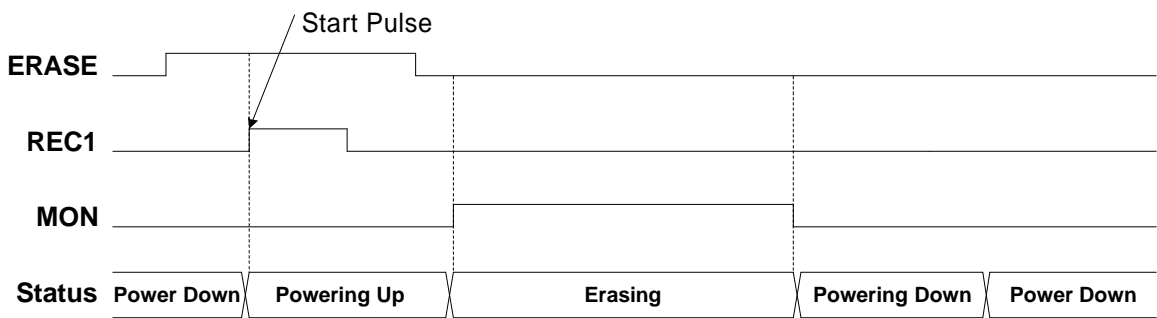 Start Pulse
ERASE
REC1
MON
Status Power Down Powering Up Erasing Powering Down Power Down